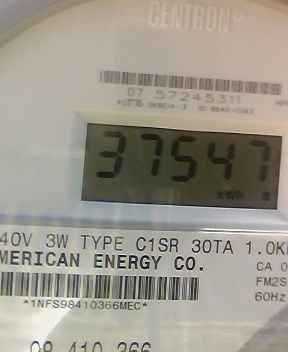 CENTRON®
07 57245311
37547
kWh
40V 3W TYPE C1SR 30TA 1.0K
MERICAN ENERGY CO.
CA 0
FM2S
*1NFS98410366MEC*
60Hz
98 410 366